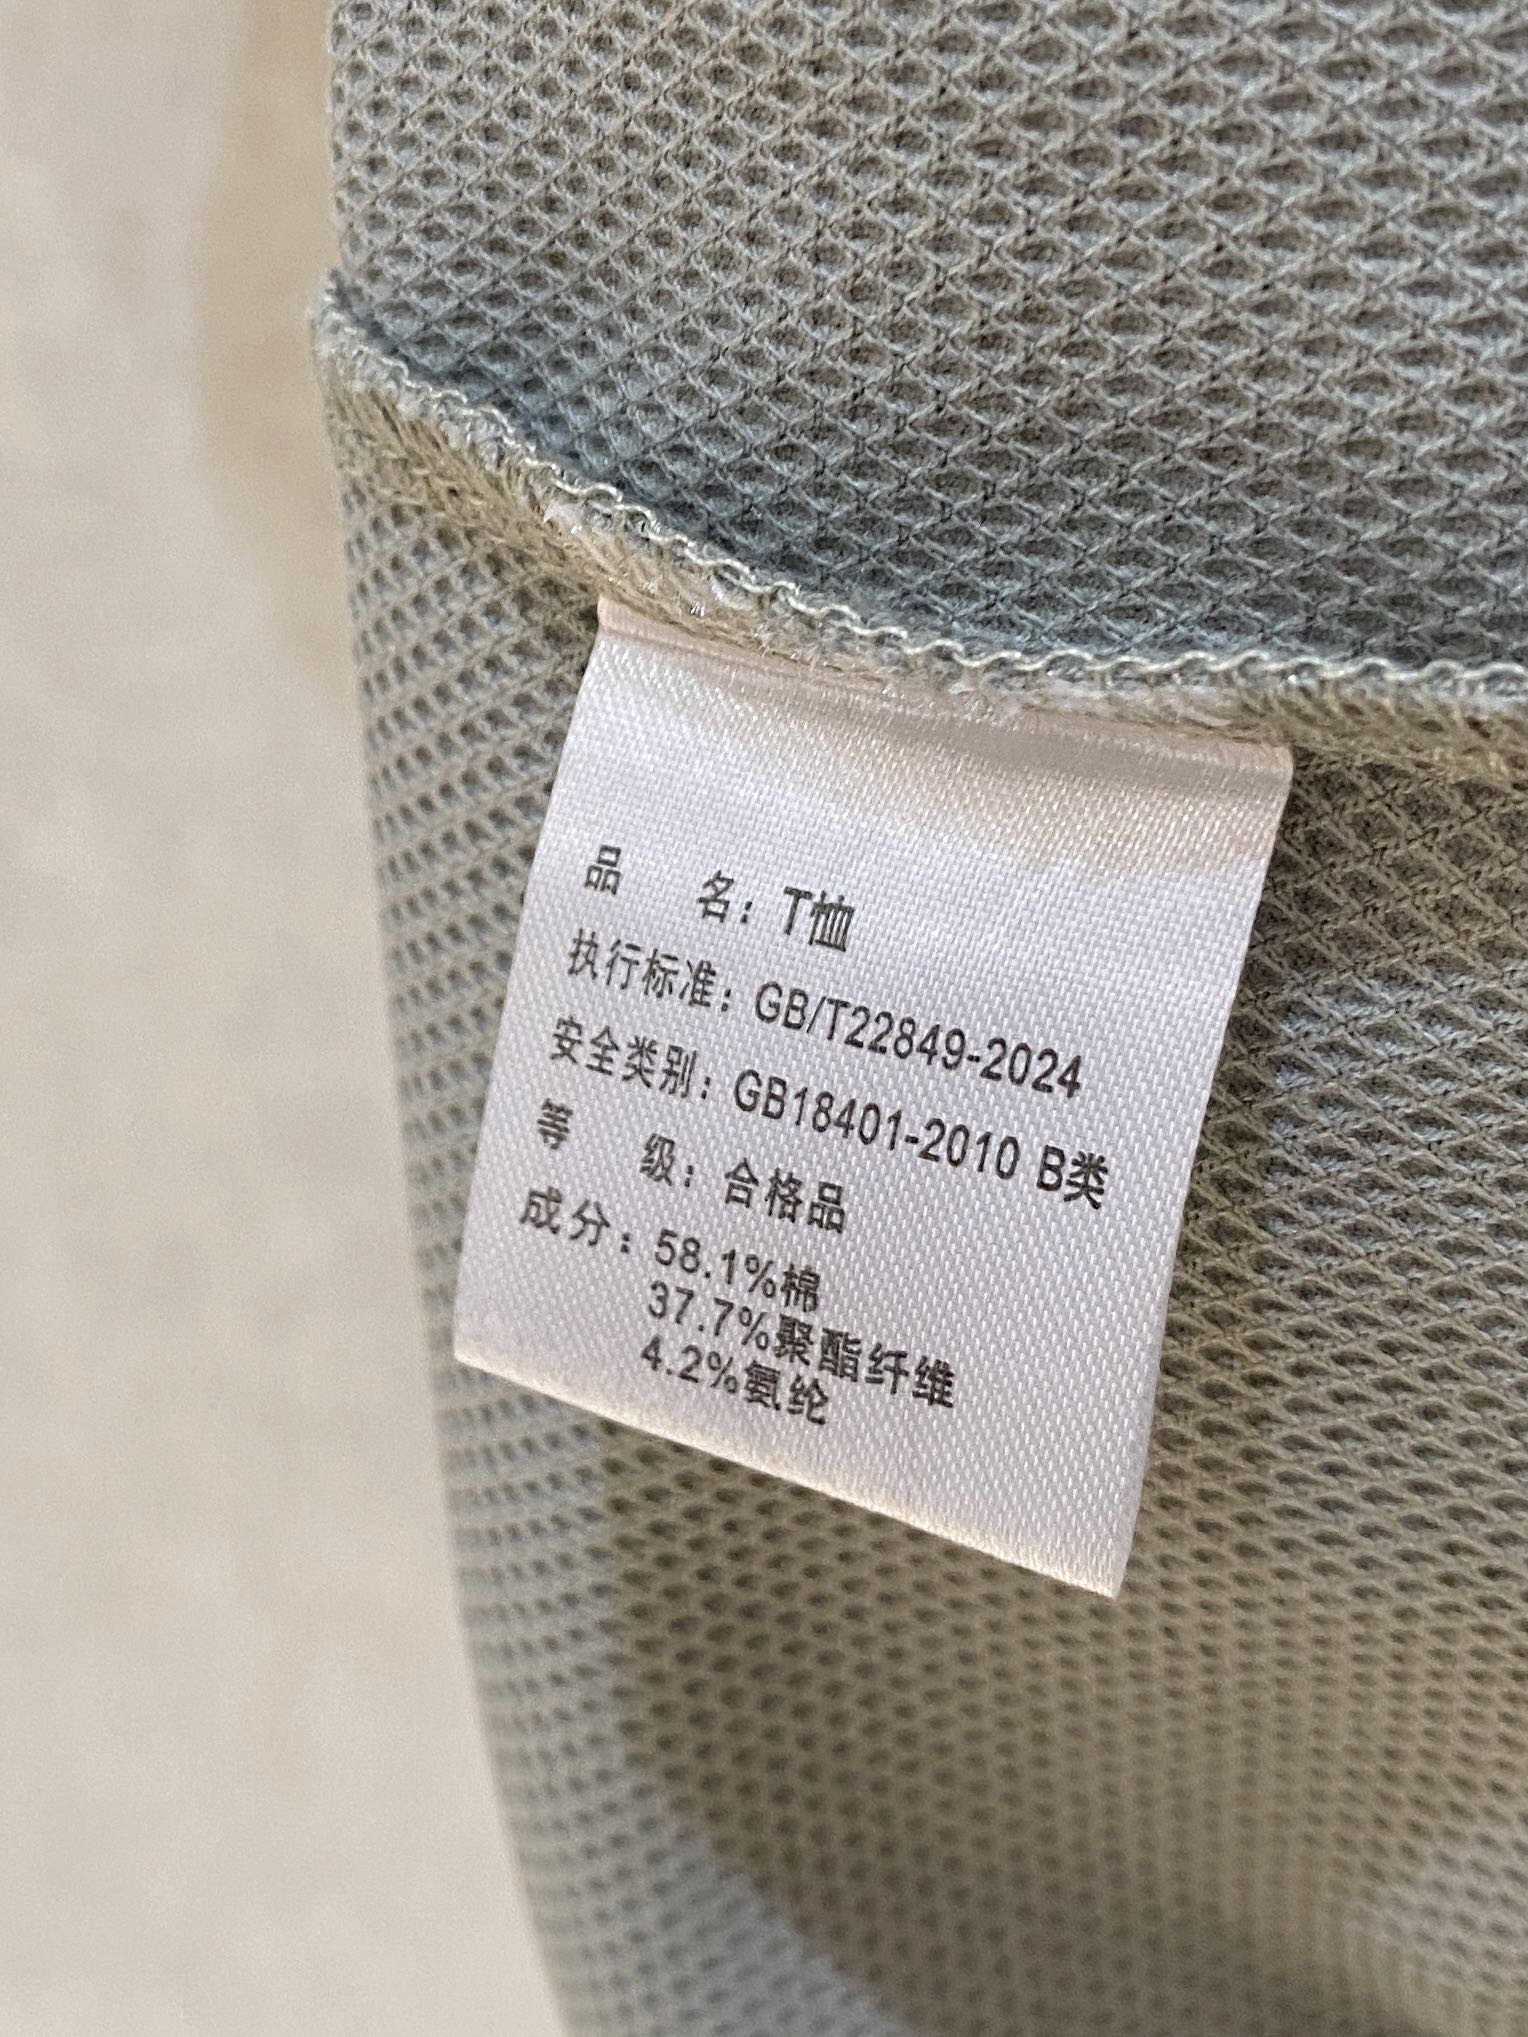 品 名：T恤
执行标准：GB/T22849-2024
安全类别：GB18401-2010 B类
等 级：合格品
成分：58.1%棉
37.7%聚酯纤维
4.2%氨纶